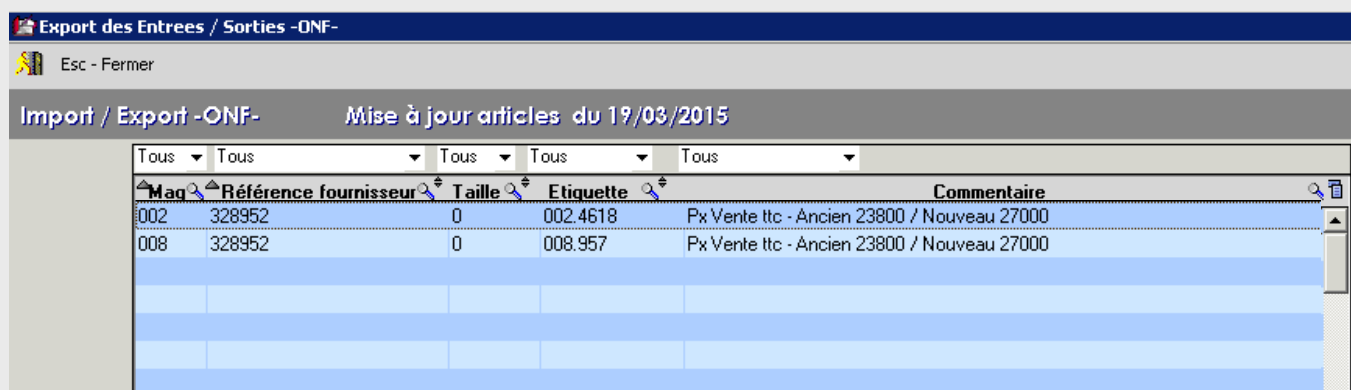 Export des Entrees / Sorties -ONF-
Esc - Fermer
Import / Export -ONF- Mise à jour articles du 19/03/2015
Tous Tous Tous Tous Tous
Mag Référence fournisseur Taille Etiquette Commentaire
002 328952 0 002.4618 Px Vente ttc - Ancien 23800 / Nouveau 27000
008 328952 0 008.957 Px Vente ttc - Ancien 23800 / Nouveau 27000